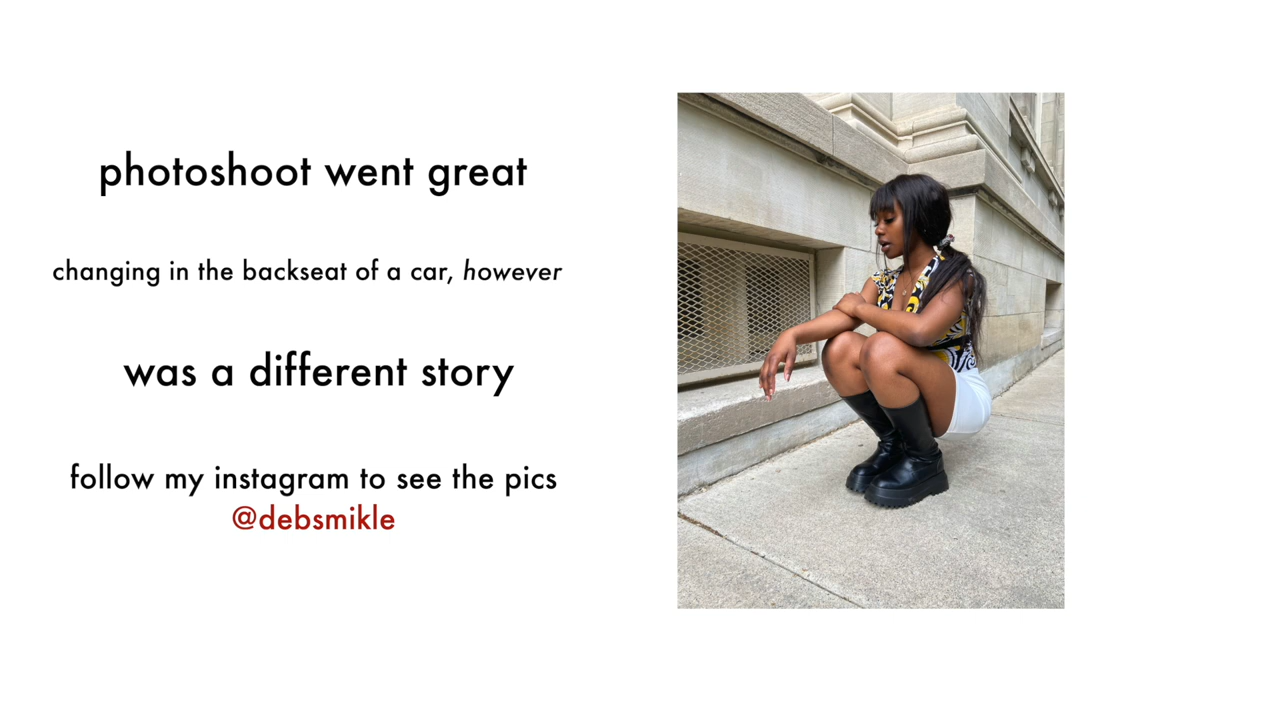 photoshoot went great
changing in the backseat of a car, however
was a different story
follow my instagram to see the pics
@debsmikle